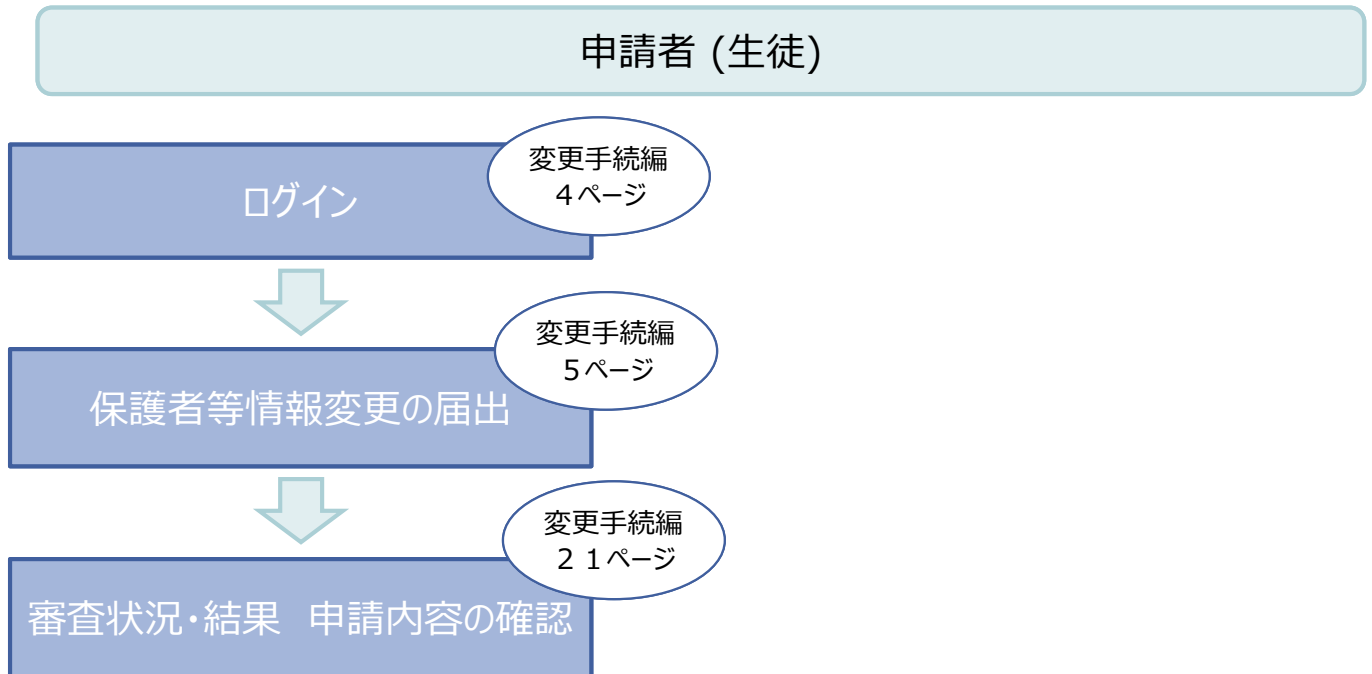 申請者 (生徒)
変更手続編
4ページ
ログイン
変更手続編
5ページ
保護者等情報変更の届出
変更手続編
21ページ
審査状況・結果　申請内容の確認